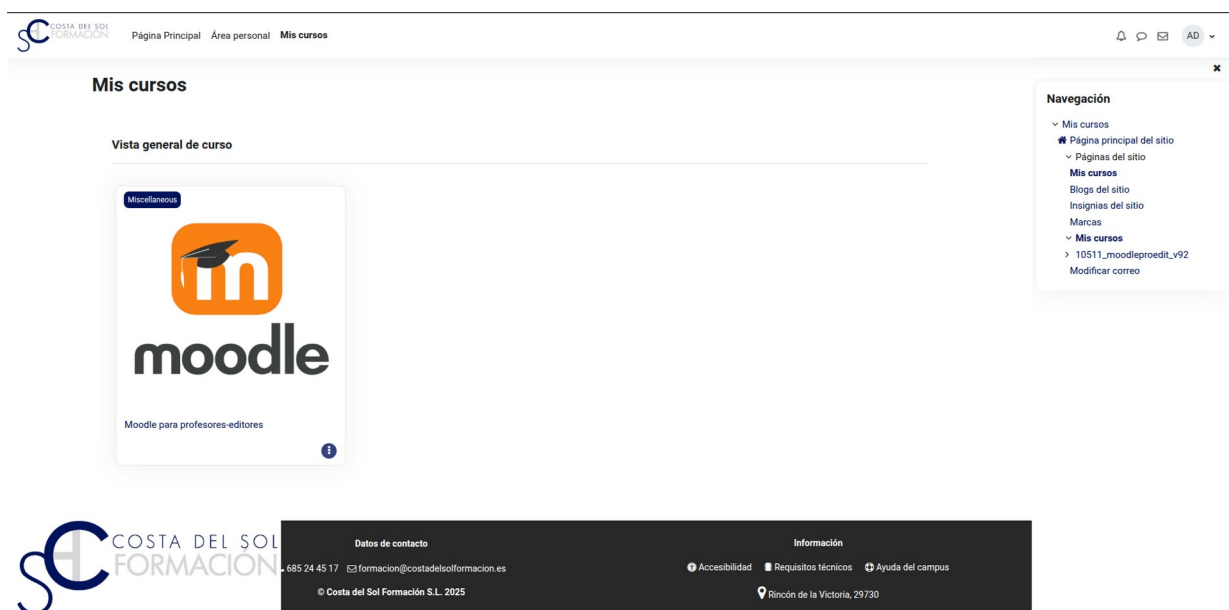 COSTA DEL SOL
FORMACIÓN
Página Principal Área personal Mis cursos
AD
Mis cursos
Vista general de curso
Miscellaneous
m
moodle
Moodle para profesores-editores
Navegación
Mis cursos
Página principal del sitio
Páginas del sitio
Mis cursos
Blogs del sitio
Insignias del sitio
Marcas
Mis cursos
10511_moodleproedit_v92
Modificar correo
COSTA DEL SOL
FORMACIÓN
Datos de contacto
685 24 45 17 formacion@costadelsolformacion.es
© Costa del Sol Formación S.L. 2025
Información
Accesibilidad Requisitos técnicos Ayuda del campus
Rincón de la Victoria, 29730